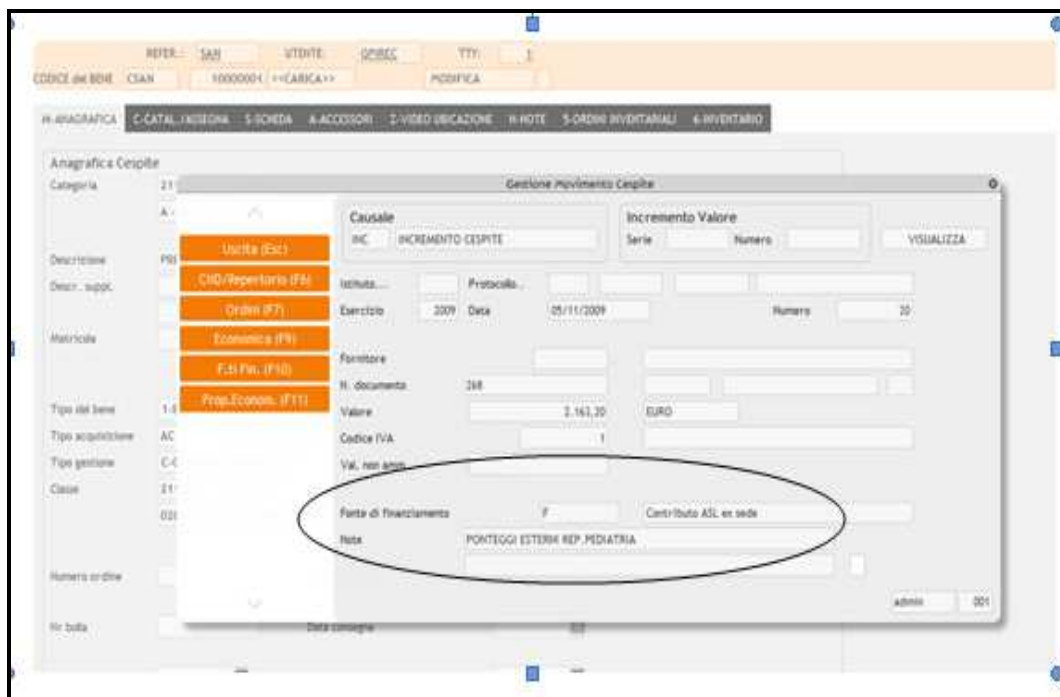 REFER.: SAN UTENTE: TTY: 1
CODICE del BENE CSAN 10000001 <<CARICA>> MODIFICA
M-ANAGRAFICA C-CATAL./ASSEGNA S-SCHEDA A-ACCESSORI Z-VIDEO UBICAZIONE N-NOTE 5-ORDINI INVENTARIALI 6-INVENTARIO
Anagrafica Cespite
Gestione Movimento Cespite
Categoria 21
A -
Causale
Incremento Valore
INC INCREMENTO CESPITE
Serie Numero VISUALIZZA
Uscita (Esc)
Descrizione
CND/Repertorio (F6)
Descr. suppl.
Istituto... Protocollo..
Ordini (F7)
Esercizio 2009 Data 05/11/2009 Numero 20
Matricola
Economica (F9)
Fornitore
F.ti Fin. (F10)
N. documento 268
Prop.Econom. (F11)
Tipo del bene
Valore 2.163,20 EURO
Tipo acquisizione AC
Codice IVA 1
Tipo gestione
Val. non amm.
Classe 21
Fonte di finanziamento F Contributo ASL ex sede
Note PONTEGGI ESTERNI REP.PEDIATRIA
Numero ordine
admin 001
Nr bolla Data consegna